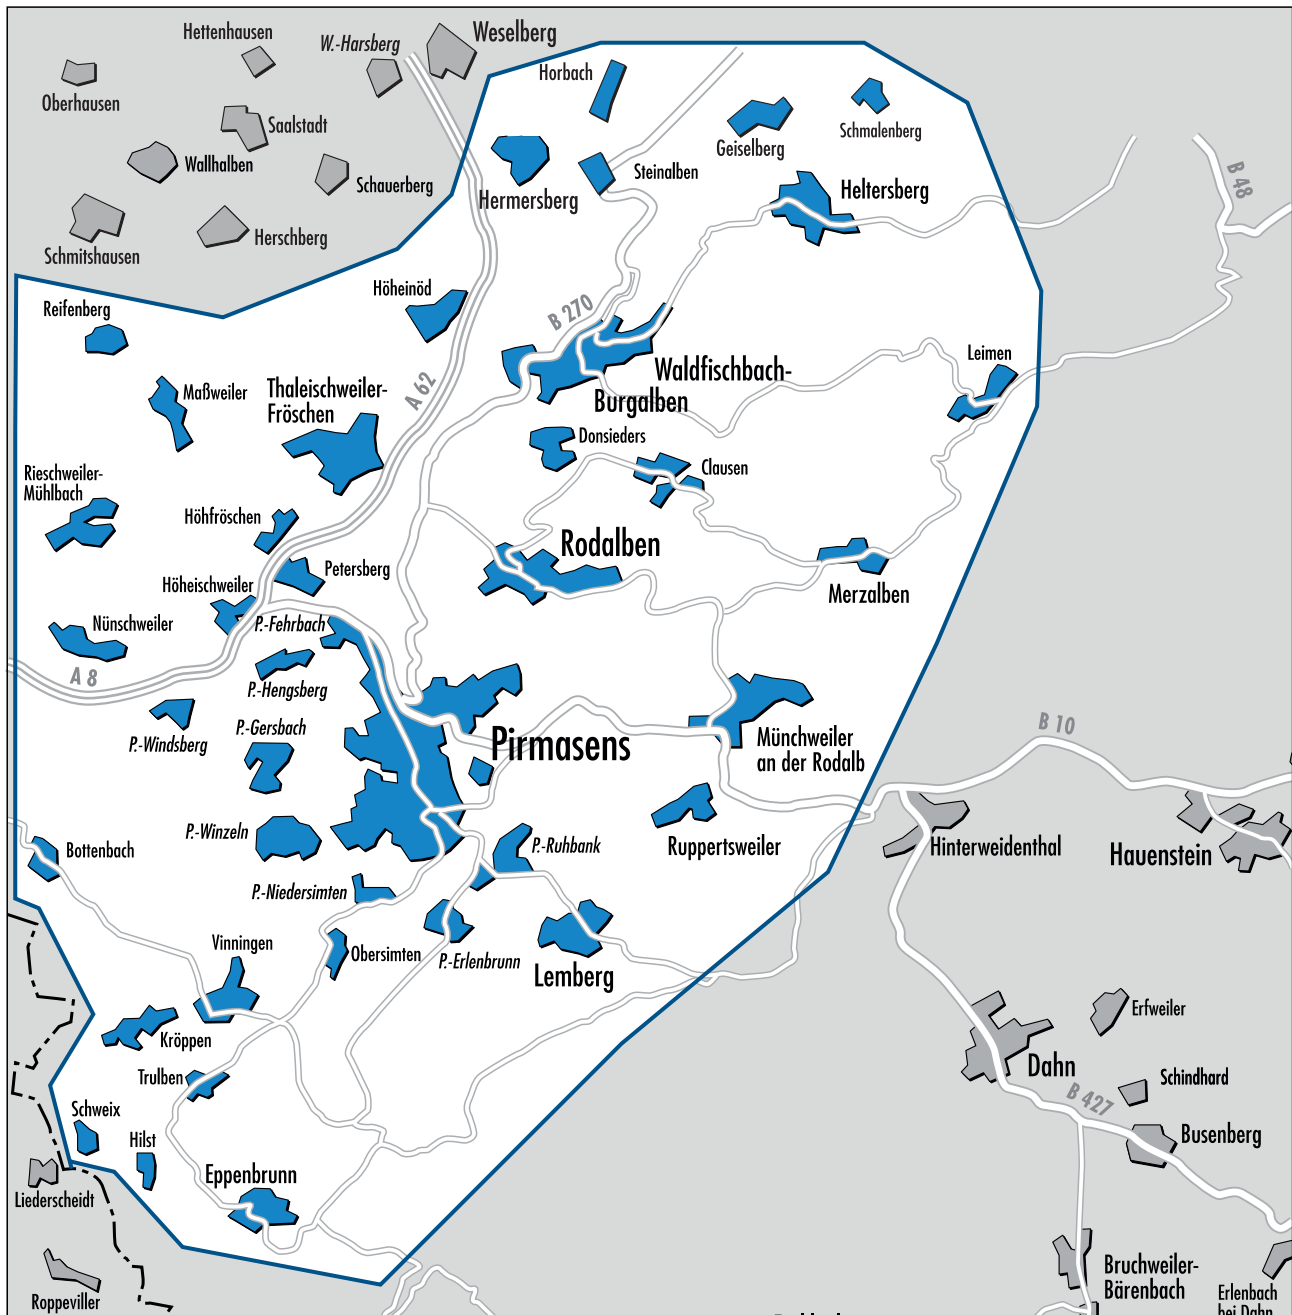 Hettenhausen
W.-Harsberg
Weselberg
Oberhausen
Horbach
Saalstadt
Schmalenberg
Geiselberg
Wallhalben
Schauerberg
Steinalben
Hermersberg
Heltersberg
B 48
Herschberg
Schmitshausen
Höheinöd
Reifenberg
B 270
Leimen
Waldfischbach-
Burgalben
A 62
Maßweiler
Thaleischweiler-
Fröschen
Donsieders
Clausen
Rieschweiler-
Mühlbach
Höhfröschen
Rodalben
Petersberg
Höheischweiler
Merzalben
P.-Fehrbach
Nünschweiler
A 8
P.-Hengsberg
P.-Gersbach
P.-Windsberg
Pirmasens
Münchweiler
an der Rodalb
B 10
P.-Winzeln
P.-Ruhbank
Ruppertsweiler
Hinterweidenthal
Hauenstein
Bottenbach
P.-Niedersimten
Vinningen
Obersimten
P.-Erlenbrunn
Lemberg
Erfweiler
Kröppen
Dahn
Trulben
Schindhard
B 427
Schweix
Hilst
Busenberg
Eppenbrunn
Liederscheidt
Bruchweiler-
Bärenbach
Roppeviller
Erlenbach
bei Dahn